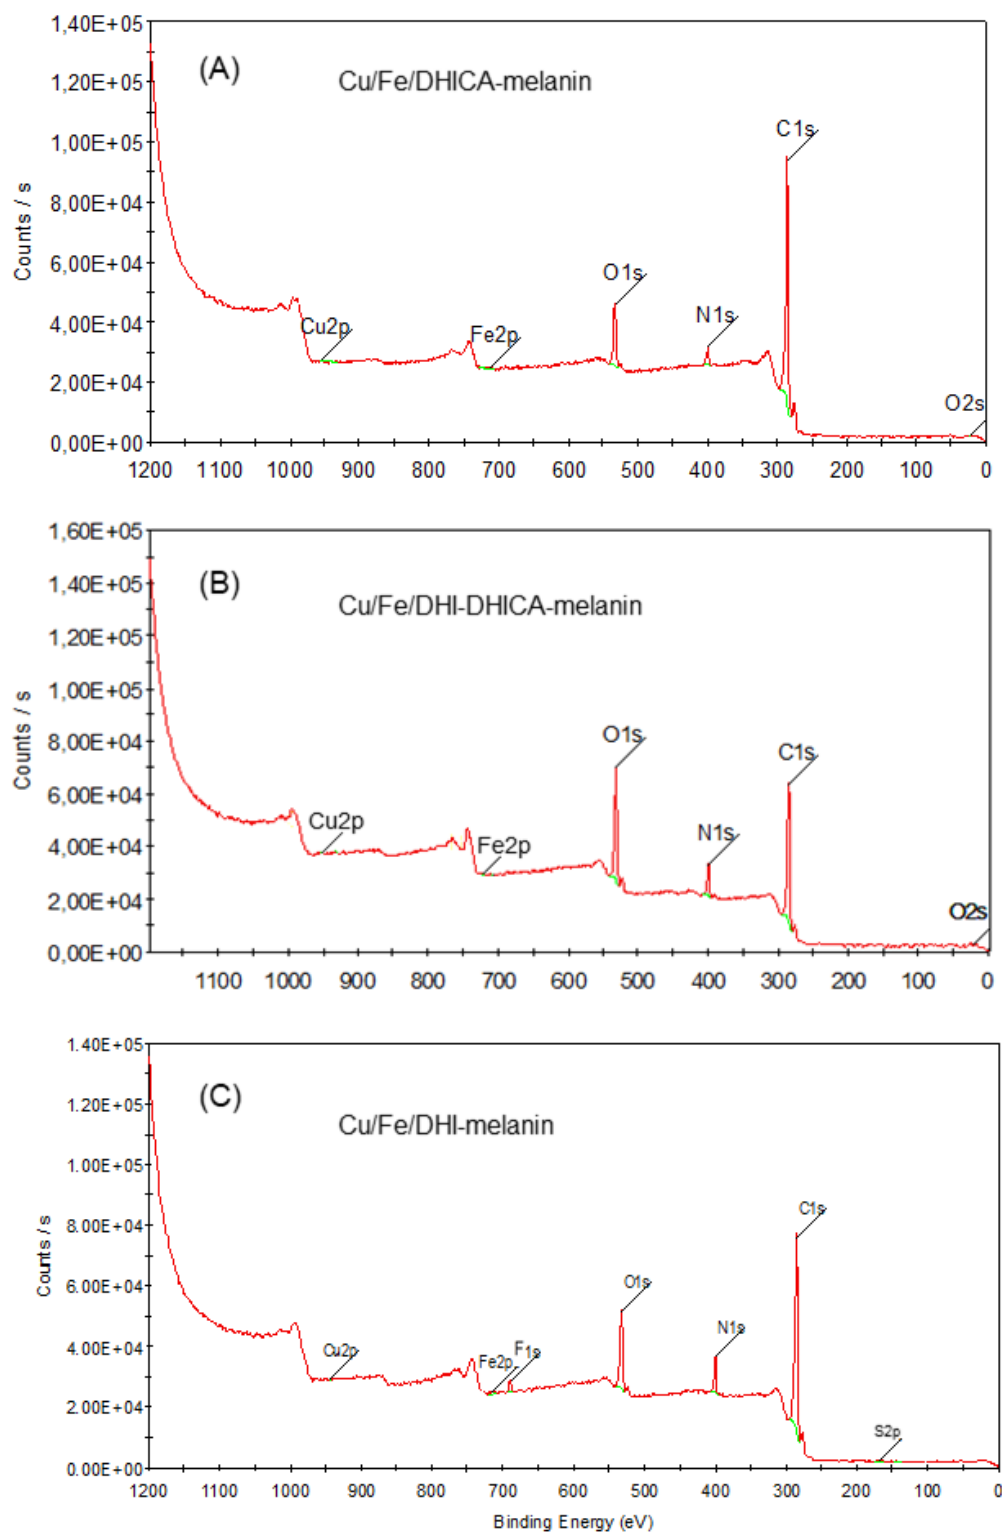 1,40E+05
(A)
Cu/Fe/DHICA-melanin
1,20E+05
C1s
1,00E+05
8,00E+04
Counts / s
6,00E+04
O1s
N1s
Cu2p
Fe2p
4,00E+04
2,00E+04
O2s
0,00E+00
1200 1100 1000 900 800 700 600 500 400 300 200 100 0
1,60E+05
(B)
Cu/Fe/DHI-DHICA-melanin
1,40E+05
1,20E+05
1,00E+05
O1s
C1s
8,00E+04
Counts / s
6,00E+04
Cu2p
Fe2p
N1s
4,00E+04
2,00E+04
O2s
0,00E+00
1100 1000 900 800 700 600 500 400 300 200 100 0
1.40E+05
(C)
Cu/Fe/DHI-melanin
1.20E+05
1.00E+05
C1s
8.00E+04
Counts / s
6.00E+04
O1s
N1s
Cu2p
Fe2p
F1s
4.00E+04
2.00E+04
S2p
0.00E+00
1200 1100 1000 900 800 700 600 500 400 300 200 100 0
Binding Energy (eV)